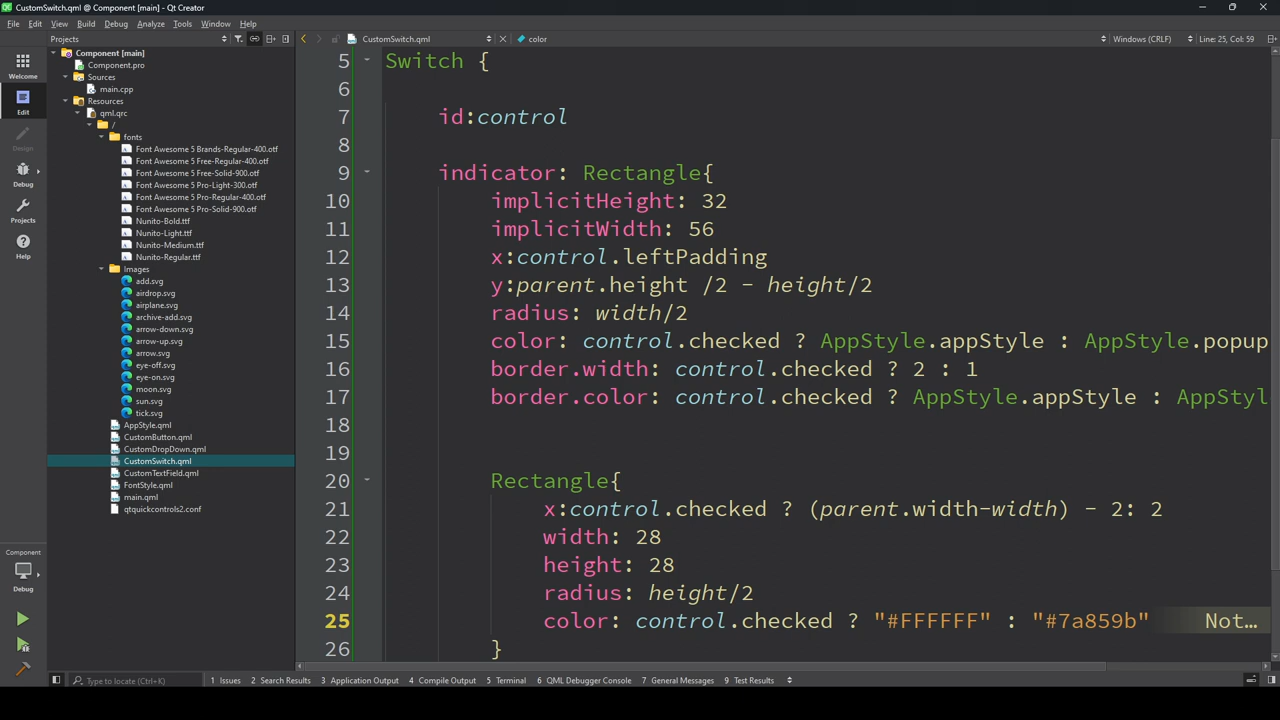 CustomSwitch.qml @ Component [main] - Qt Creator
File Edit View Build Debug Analyze Tools Window Help
Projects CustomSwitch.qml color Windows (CRLF) Line: 25, Col: 59
Welcome
Edit
Design
Debug
Projects
Help
Component
Debug
Component [main]
Component.pro
Sources
main.cpp
Resources
qml.qrc
/
fonts
Font Awesome 5 Brands-Regular-400.otf
Font Awesome 5 Free-Regular-400.otf
Font Awesome 5 Free-Solid-900.otf
Font Awesome 5 Pro-Light-300.otf
Font Awesome 5 Pro-Regular-400.otf
Font Awesome 5 Pro-Solid-900.otf
Nunito-Bold.ttf
Nunito-Light.ttf
Nunito-Medium.ttf
Nunito-Regular.ttf
Images
add.svg
airdrop.svg
airplane.svg
archive-add.svg
arrow-down.svg
arrow-up.svg
arrow.svg
eye-off.svg
eye-on.svg
moon.svg
sun.svg
tick.svg
AppStyle.qml
CustomButton.qml
CustomDropDown.qml
CustomSwitch.qml
CustomTextField.qml
FontStyle.qml
main.qml
qtquickcontrols2.conf
5 Switch {
6
7 id:control
8
9 indicator: Rectangle{
10 implicitHeight: 32
11 implicitWidth: 56
12 x:control.leftPadding
13 y:parent.height /2 - height/2
14 radius: width/2
15 color: control.checked ? AppStyle.appStyle : AppStyle.popup
16 border.width: control.checked ? 2 : 1
17 border.color: control.checked ? AppStyle.appStyle : AppStyl
18
19
20 Rectangle{
21 x:control.checked ? (parent.width-width) - 2: 2
22 width: 28
23 height: 28
24 radius: height/2
25 color: control.checked ? "#FFFFFF" : "#7a859b" Not...
26 }
Type to locate (Ctrl+K) 1 Issues 2 Search Results 3 Application Output 4 Compile Output 5 Terminal 6 QML Debugger Console 7 General Messages 9 Test Results